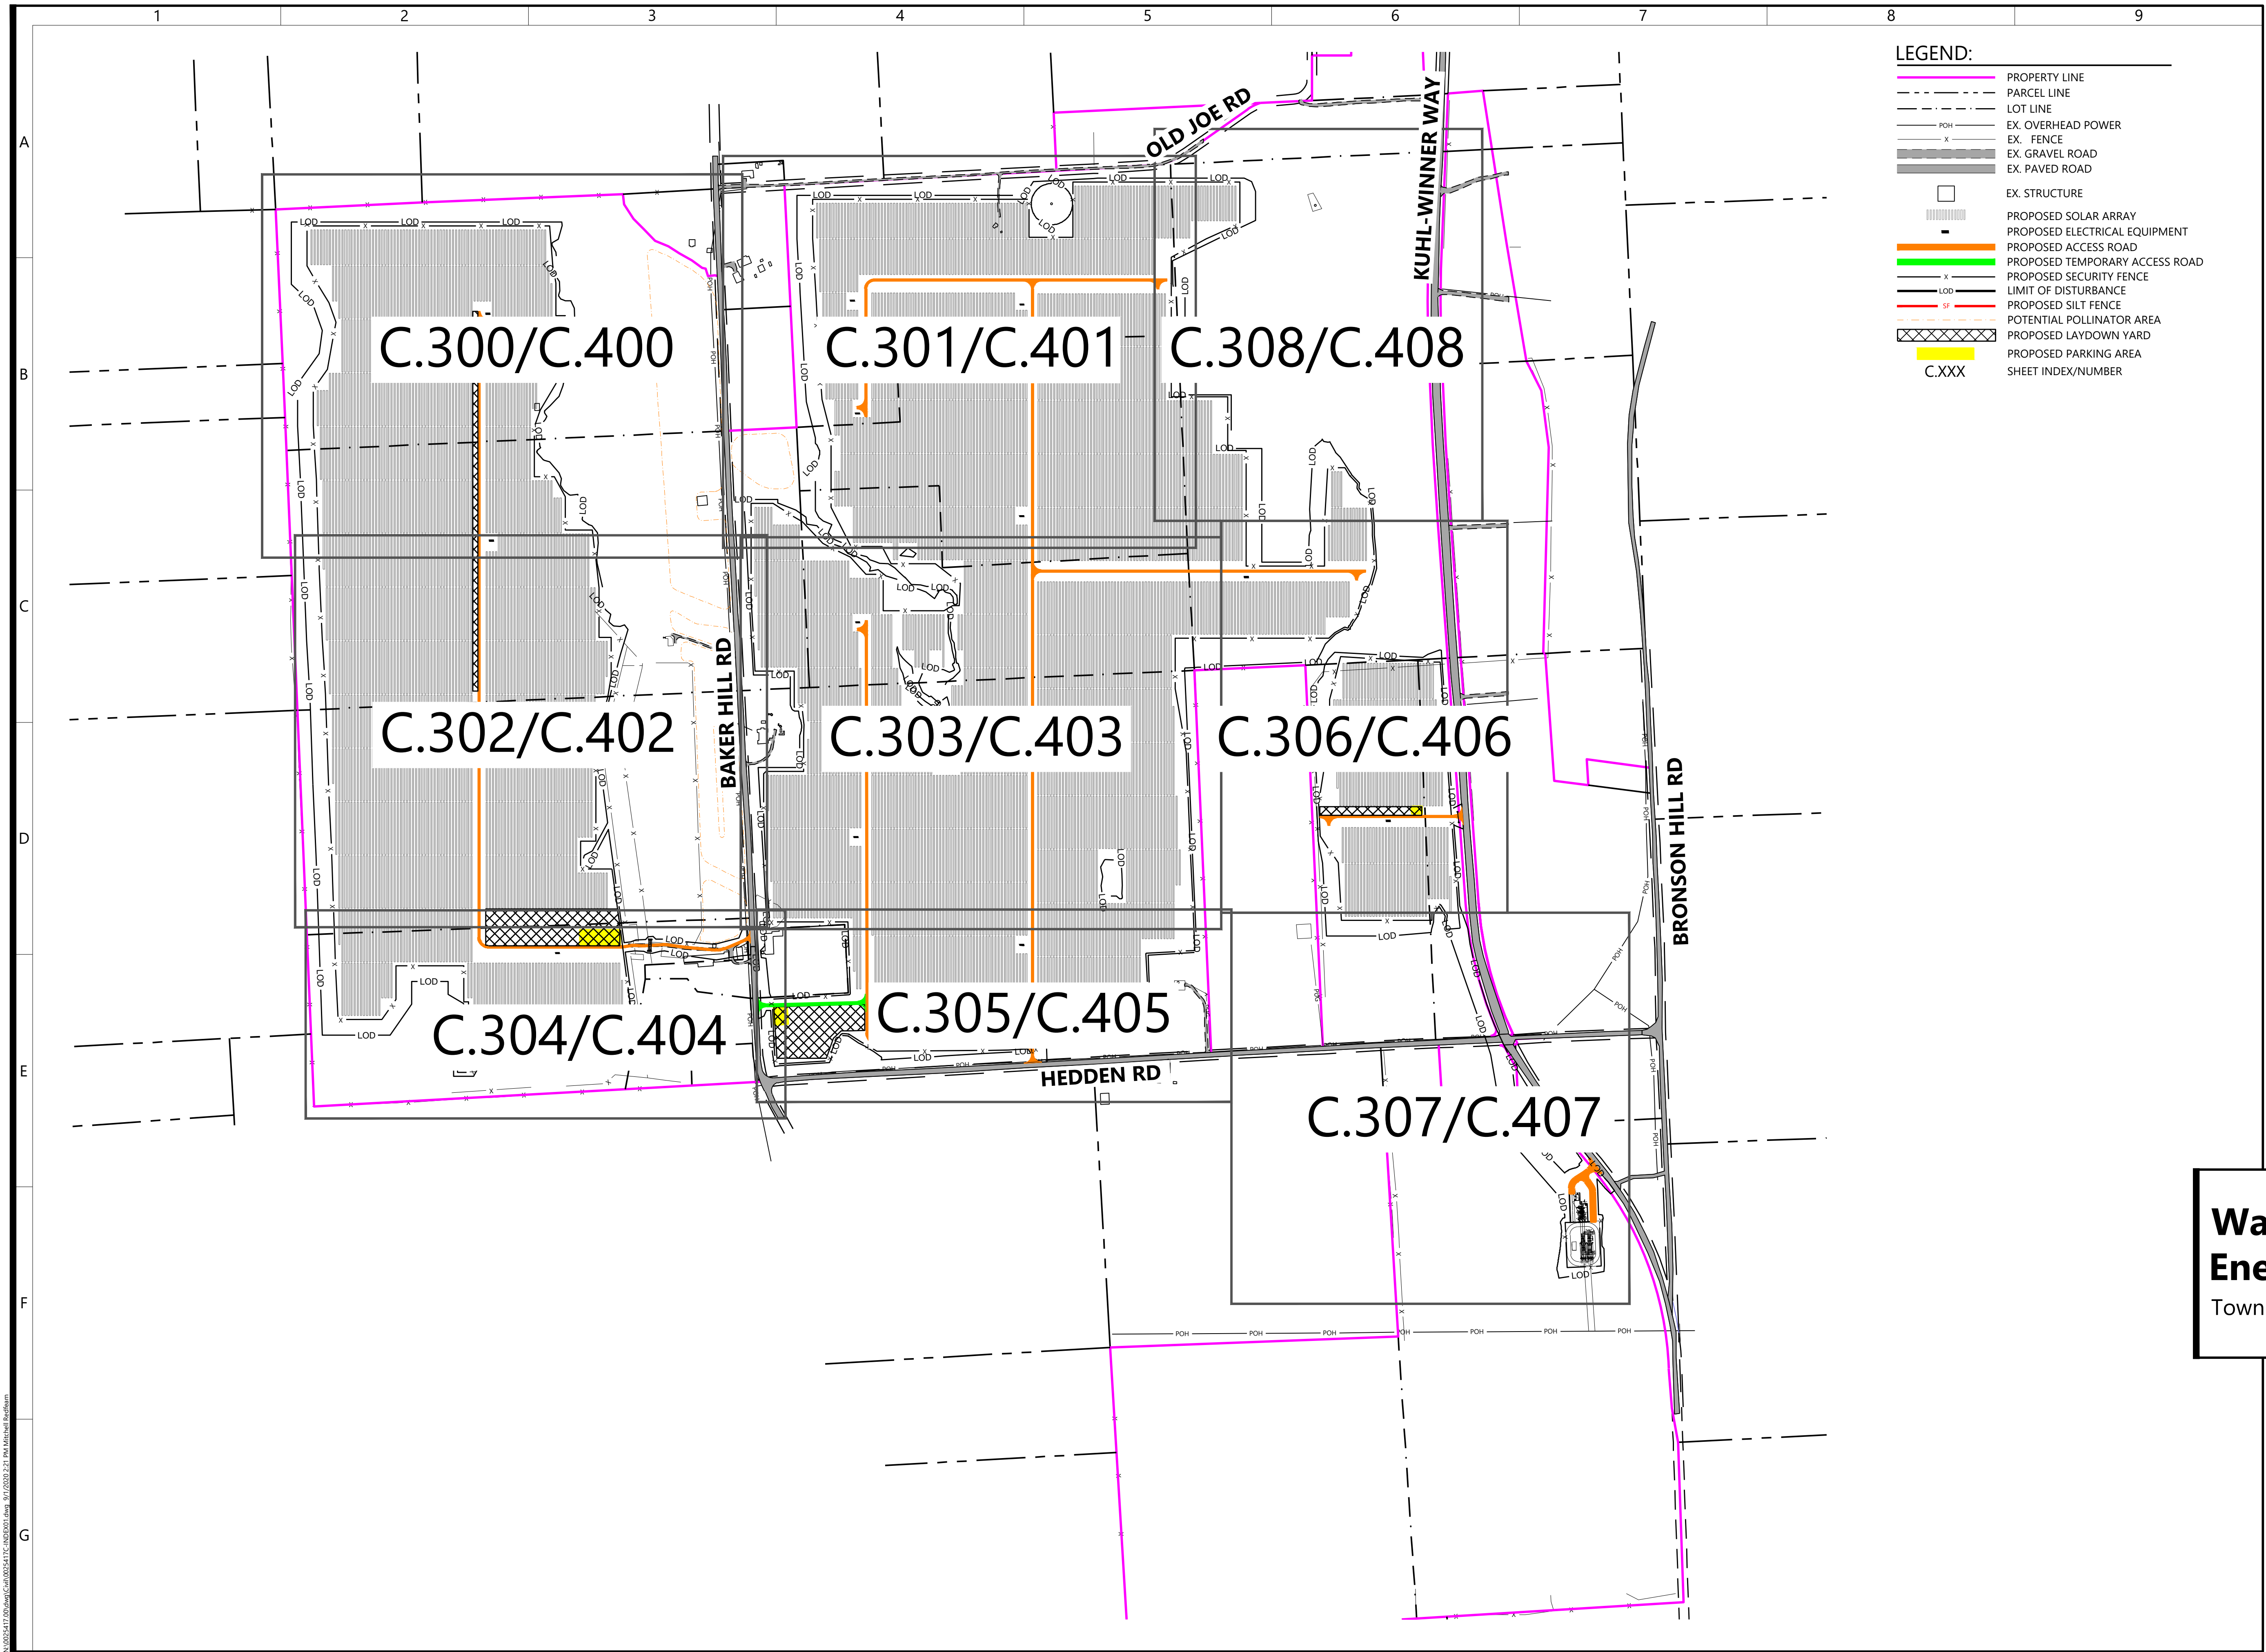 1 2 3 4 5 6 7 8 9
A
B
C
D
E
F
G
LEGEND:
PROPERTY LINE
PARCEL LINE
LOT LINE
POH EX. OVERHEAD POWER
X EX. FENCE
EX. GRAVEL ROAD
EX. PAVED ROAD
EX. STRUCTURE
PROPOSED SOLAR ARRAY
PROPOSED ELECTRICAL EQUIPMENT
PROPOSED ACCESS ROAD
PROPOSED TEMPORARY ACCESS ROAD
X PROPOSED SECURITY FENCE
LOD LIMIT OF DISTURBANCE
SF PROPOSED SILT FENCE
POTENTIAL POLLINATOR AREA
PROPOSED LAYDOWN YARD
PROPOSED PARKING AREA
C.XXX SHEET INDEX/NUMBER
OLD JOE RD
KUHL-WINNER WAY
C.300/C.400
C.301/C.401
C.308/C.408
BAKER HILL RD
C.302/C.402
C.303/C.403
C.306/C.406
BRONSON HILL RD
C.304/C.404
C.305/C.405
HEDDEN RD
C.307/C.407
Wa
Ene
Town